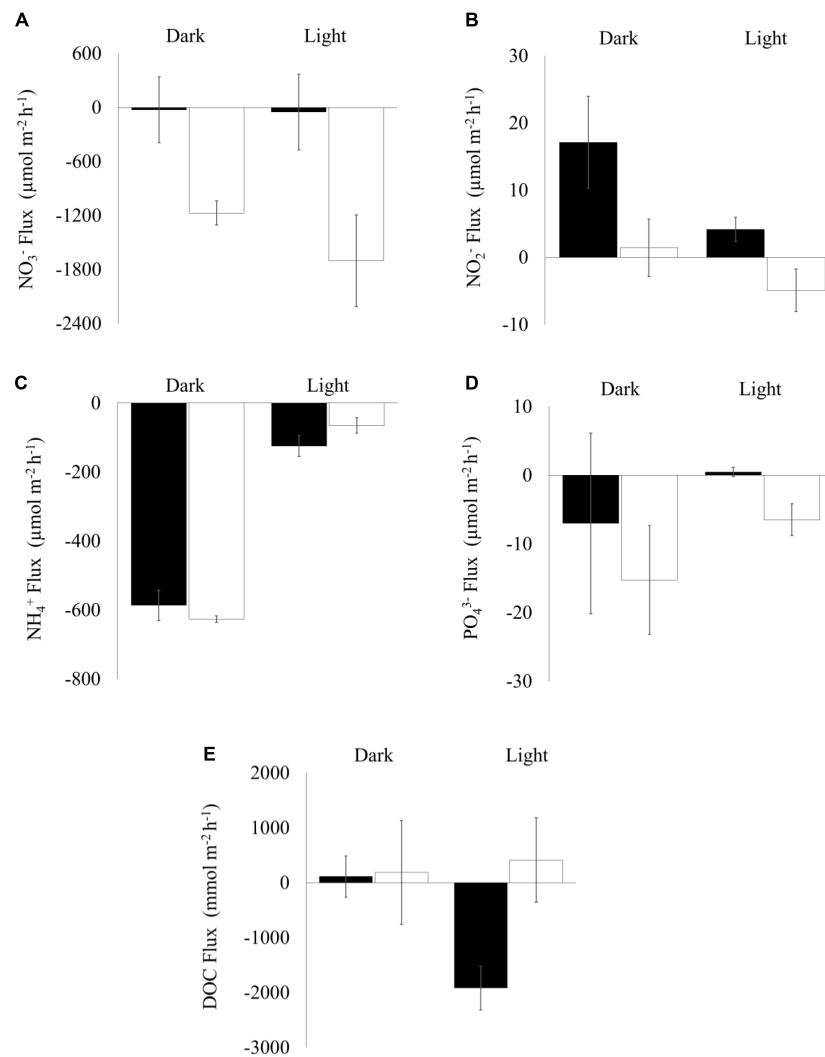 A
Dark Light
600
0
-600
-1200
-1800
-2400
NO₃⁻ Flux (µmol m⁻² h⁻¹)
B
Dark Light
30
20
10
0
-10
NO₂⁻ Flux (µmol m⁻² h⁻¹)
C
Dark Light
0
-200
-400
-600
-800
NH₄⁺ Flux (µmol m⁻² h⁻¹)
D
Dark Light
10
0
-10
-20
-30
PO₄³⁻ Flux (µmol m⁻² h⁻¹)
E
Dark Light
2000
1000
0
-1000
-2000
-3000
DOC Flux (mmol m⁻² h⁻¹)